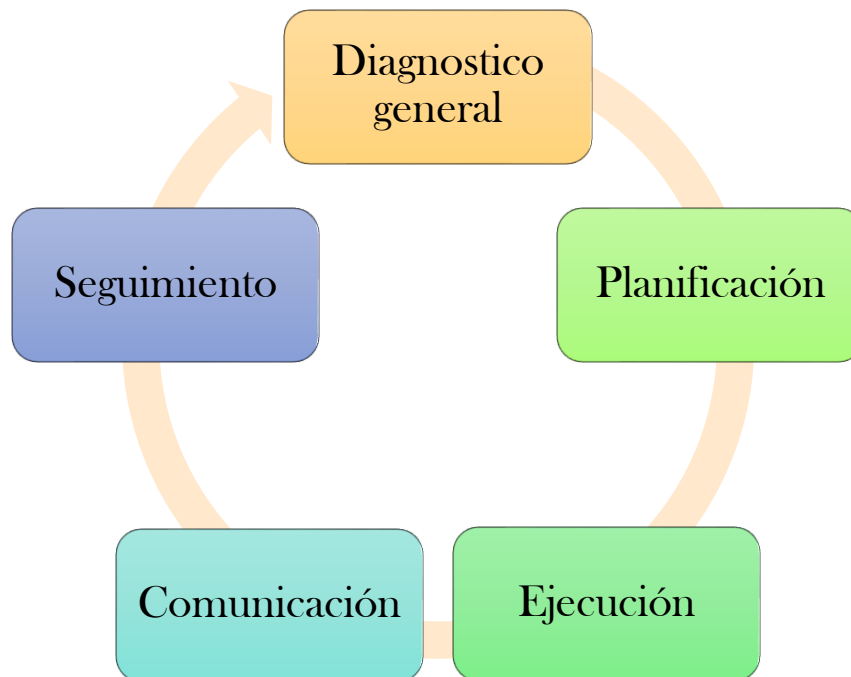 Diagnostico
general
Planificación
Ejecución
Comunicación
Seguimiento